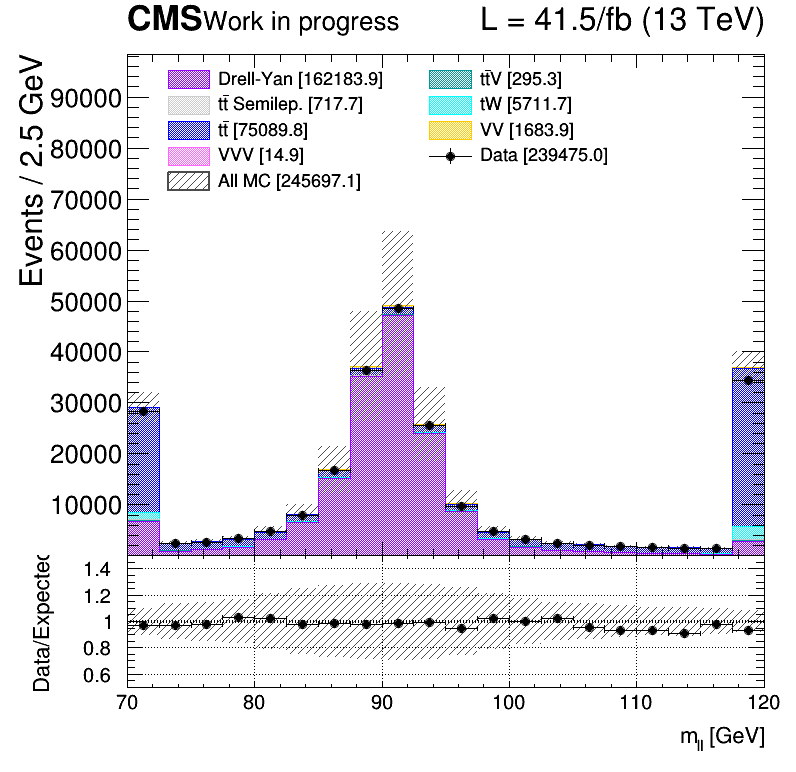 CMS Work in progress L = 41.5/fb (13 TeV)
Drell-Yan [162183.9] tt̄V [295.3]
tt̄ Semilep. [717.7] tW [5711.7]
tt̄ [75089.8] VV [1683.9]
VVV [14.9] Data [239475.0]
All MC [245697.1]
Events / 2.5 GeV
90000
80000
70000
60000
50000
40000
30000
20000
10000
Data/Expected
1.4
1.2
1
0.8
0.6
70 80 90 100 110 120
m_ll [GeV]